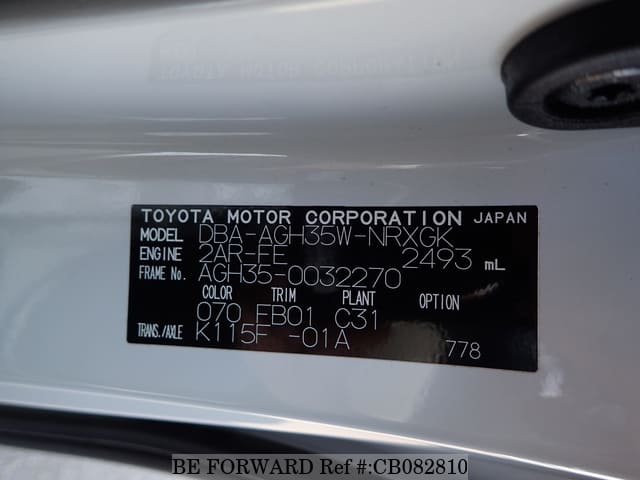 TOYOTA MOTOR CORPORATION JAPAN
MODEL DBA-AGH35W-NRXGK
ENGINE 2AR-FE 2493 mL
FRAME No. AGH35-0032270
COLOR TRIM PLANT OPTION
070 FB01 C31
TRANS./AXLE K115F -01A
778
BE FORWARD Ref #:CB082810